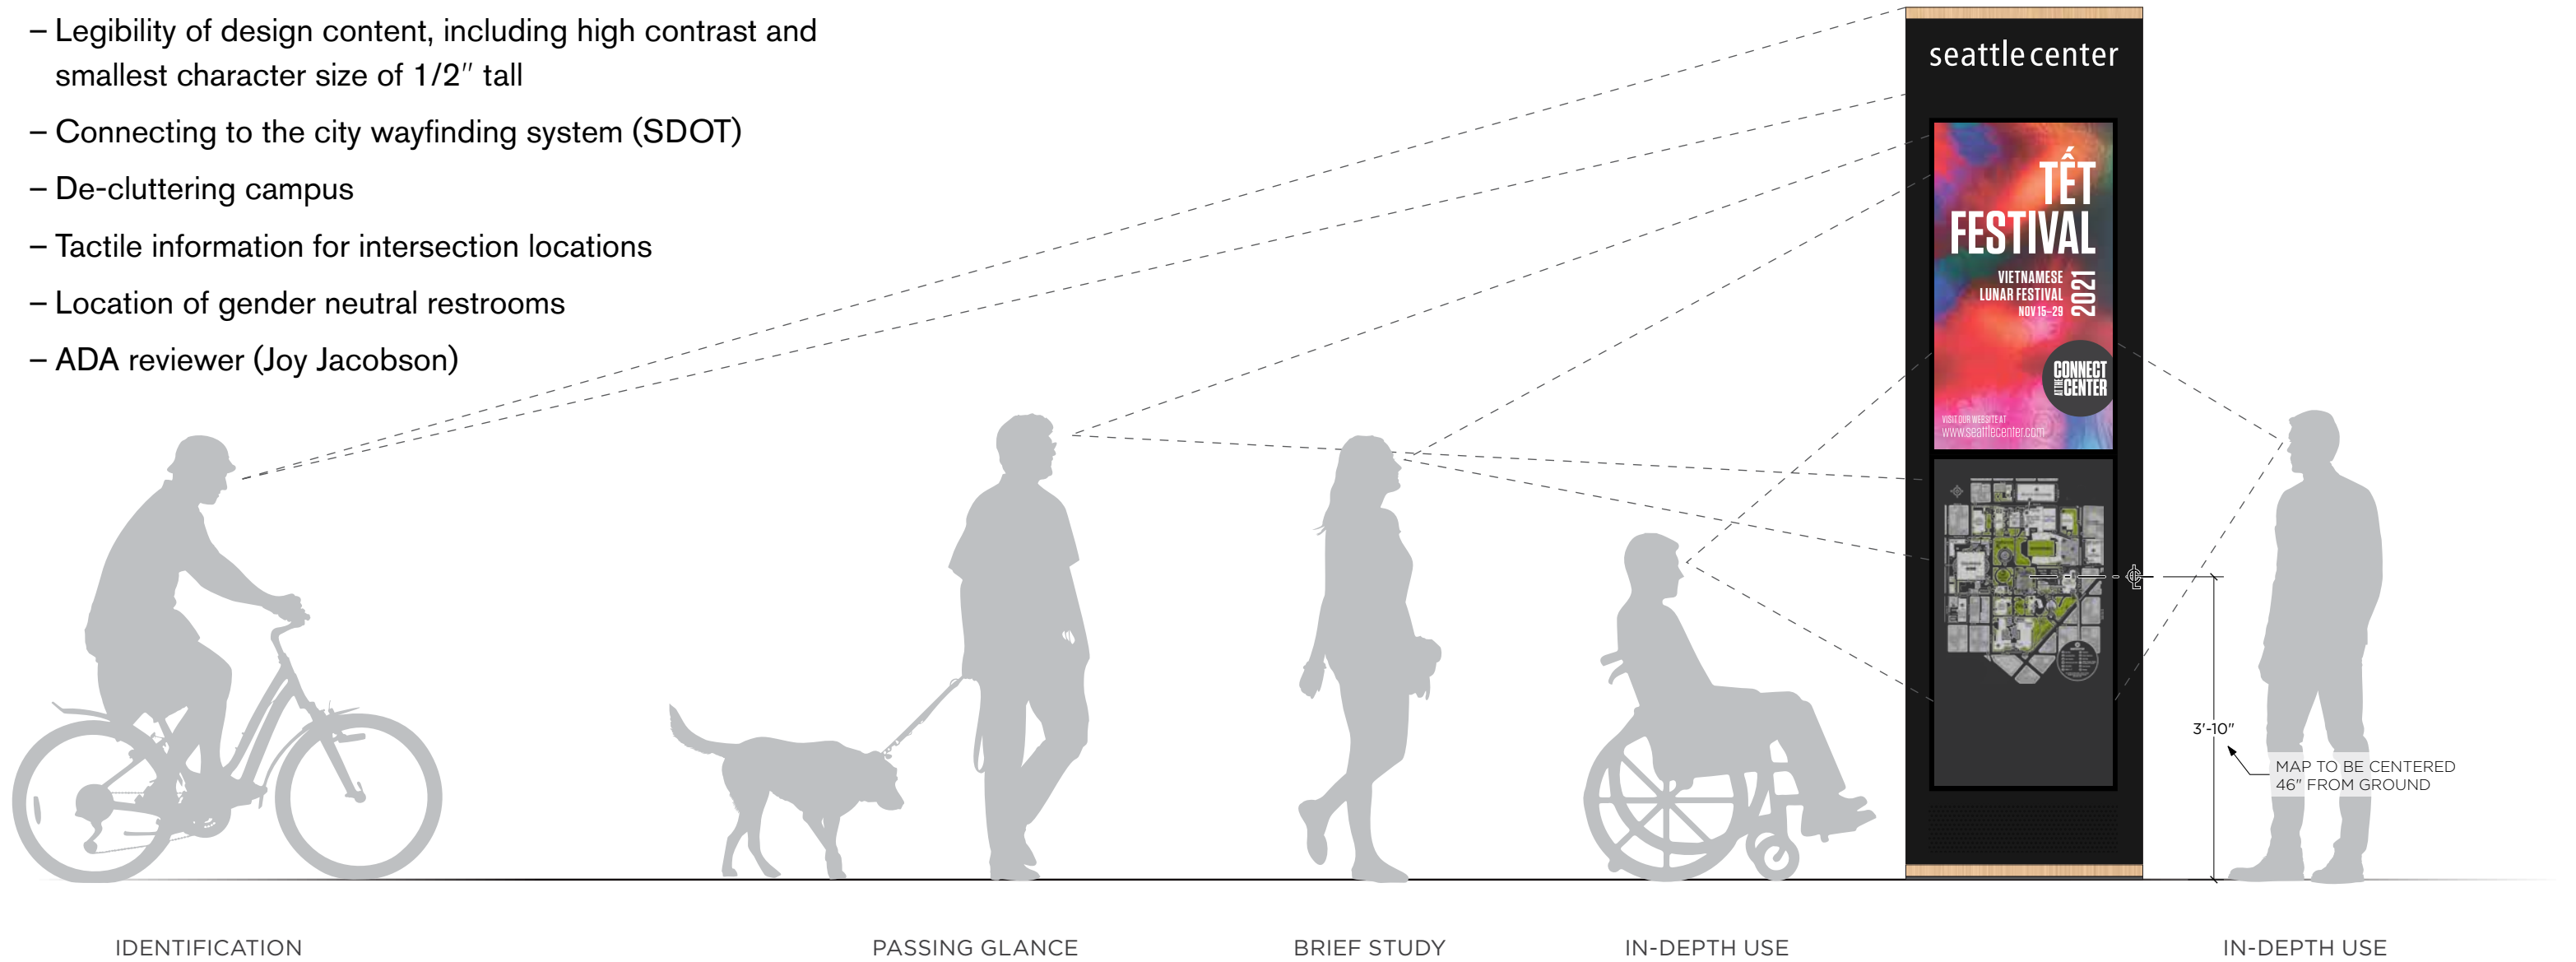 – Legibility of design content, including high contrast and
smallest character size of 1/2″ tall
– Connecting to the city wayfinding system (SDOT)
– De-cluttering campus
– Tactile information for intersection locations
– Location of gender neutral restrooms
– ADA reviewer (Joy Jacobson)
seattle center
TẾT
FESTIVAL
VIETNAMESE
LUNAR FESTIVAL
NOV 15–29
2021
CONNECT
AT THE
CENTER
VISIT OUR WEBSITE AT
www.seattlecenter.com
3'-10"
MAP TO BE CENTERED
46" FROM GROUND
IDENTIFICATION
PASSING GLANCE
BRIEF STUDY
IN-DEPTH USE
IN-DEPTH USE